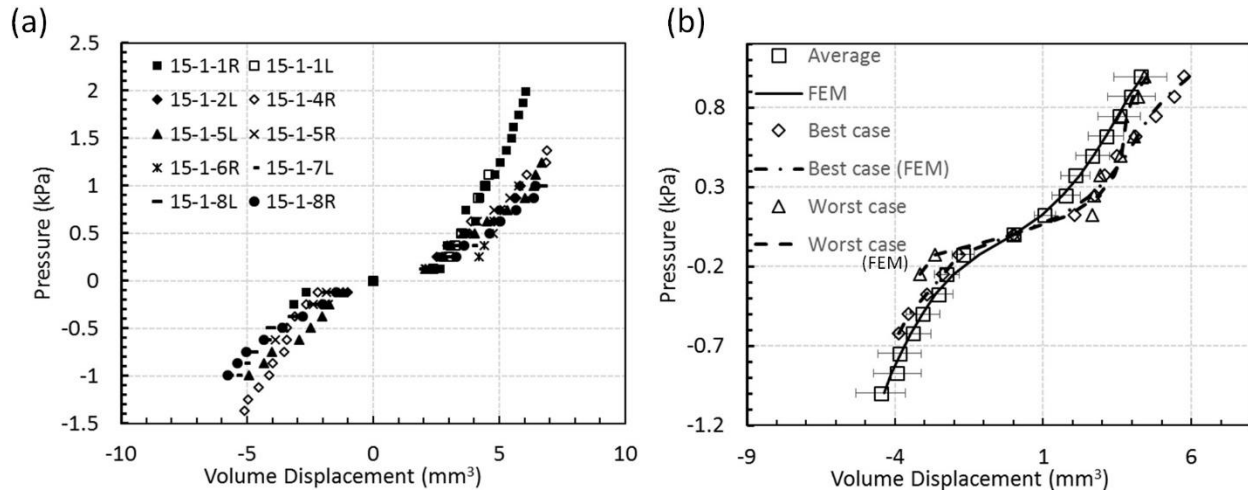 (a)
2.5
2
1.5
1
0.5
0
-0.5
-1
-1.5
Pressure (kPa)
15-1-1R 15-1-1L
15-1-2L 15-1-4R
15-1-5L 15-1-5R
15-1-6R 15-1-7L
15-1-8L 15-1-8R
-10 -5 0 5 10
Volume Displacement (mm³)
(b)
0.8
0.3
-0.2
-0.7
-1.2
Pressure (kPa)
Average
FEM
Best case
Best case (FEM)
Worst case
Worst case
(FEM)
-9 -4 1 6
Volume Displacement (mm³)